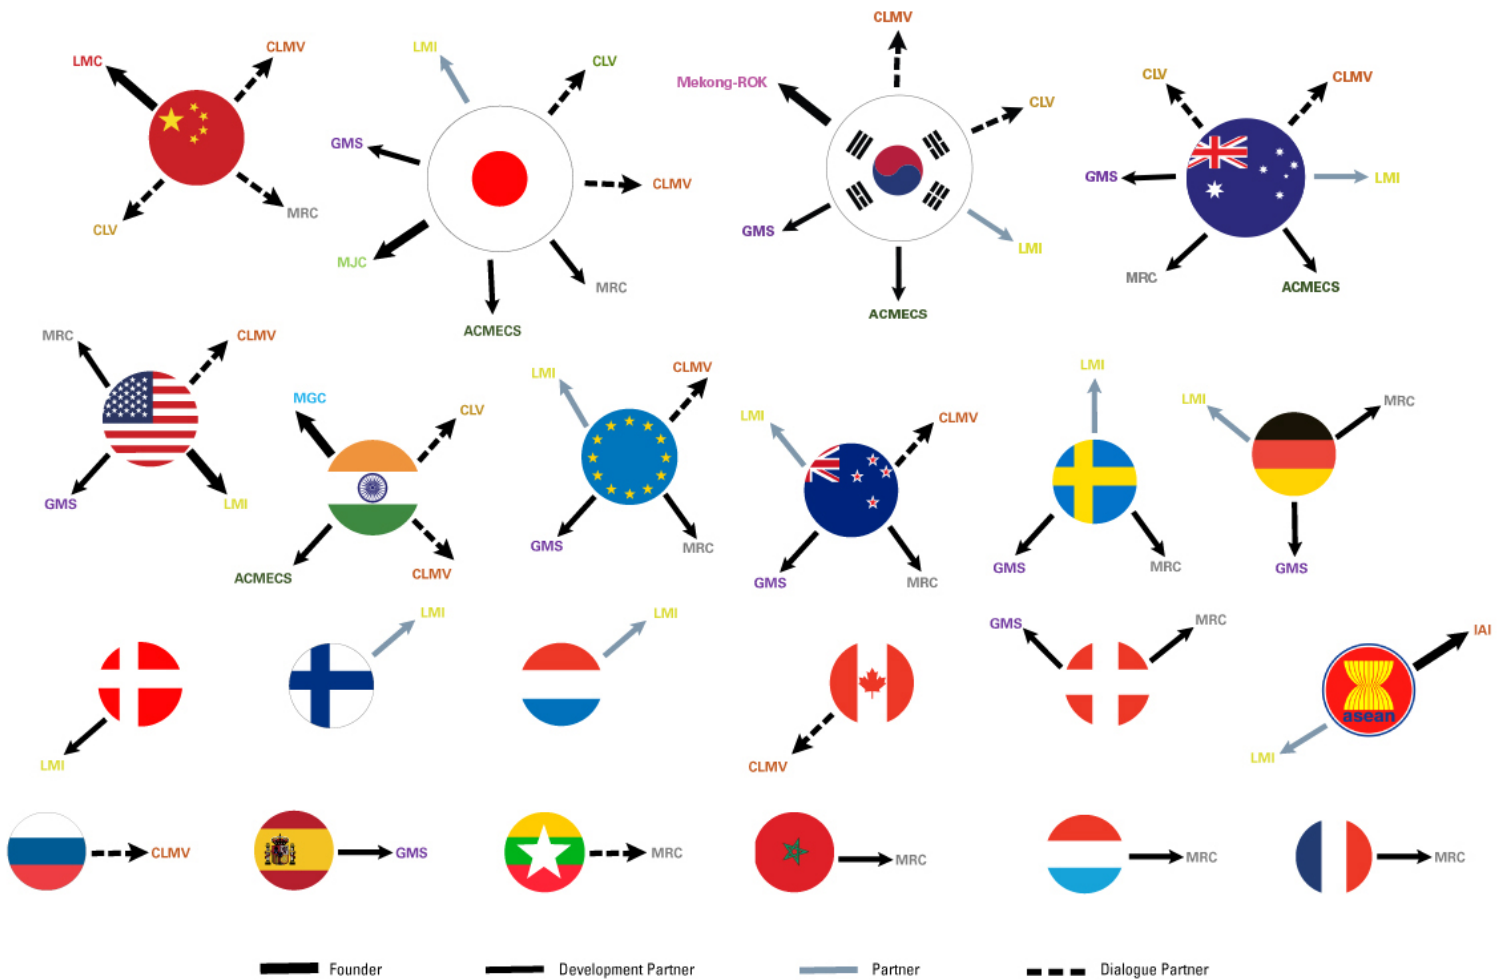 CLMV
LMC
CLV
MRC
LMI
CLV
GMS
CLMV
MJC
MRC
ACMECS
CLMV
Mekong-ROK
CLV
GMS
LMI
ACMECS
CLV
CLMV
GMS
LMI
MRC
ACMECS
MRC
CLMV
GMS
LMI
MGC
CLV
ACMECS
CLMV
LMI
CLMV
GMS
MRC
LMI
CLMV
GMS
MRC
LMI
GMS
MRC
LMI
MRC
GMS
LMI
LMI
LMI
CLMV
GMS
MRC
IAI
asean
LMI
CLMV
GMS
MRC
MRC
MRC
MRC
Founder
Development Partner
Partner
Dialogue Partner